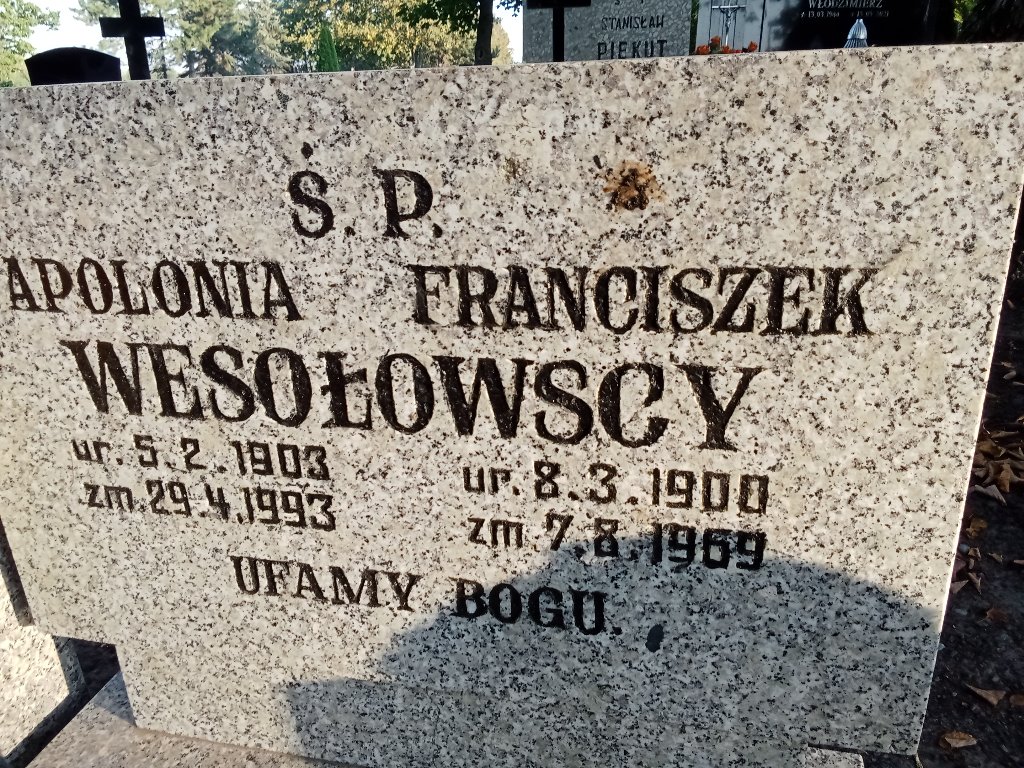 STANISŁAW
PIEKUT
WŁODZIMIERZ
Ś. P.
APOLONIA FRANCISZEK
WESOŁOWSCY
ur. 5.2.1903 ur. 8.3.1900
zm. 29.4.1993 zm 7.8.1969
UFAMY BOGU.